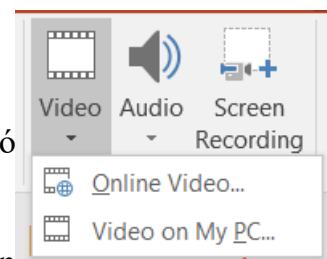 Video Audio Screen
Recording
ó
Online Video...
Video on My PC...